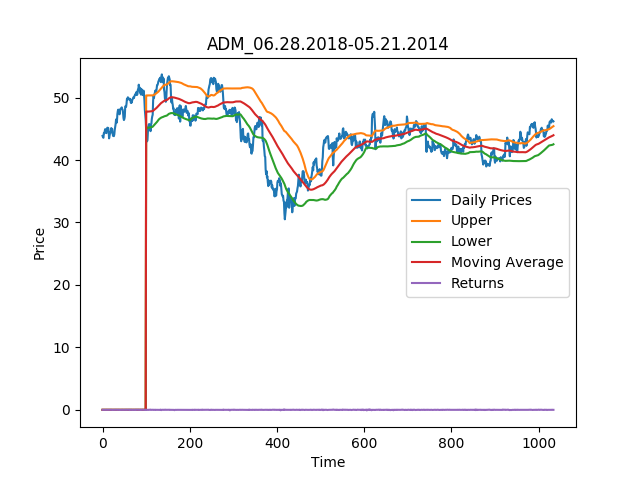 ADM_06.28.2018-05.21.2014
Price
50
40
30
20
10
0
Daily Prices
Upper
Lower
Moving Average
Returns
0 200 400 600 800 1000
Time